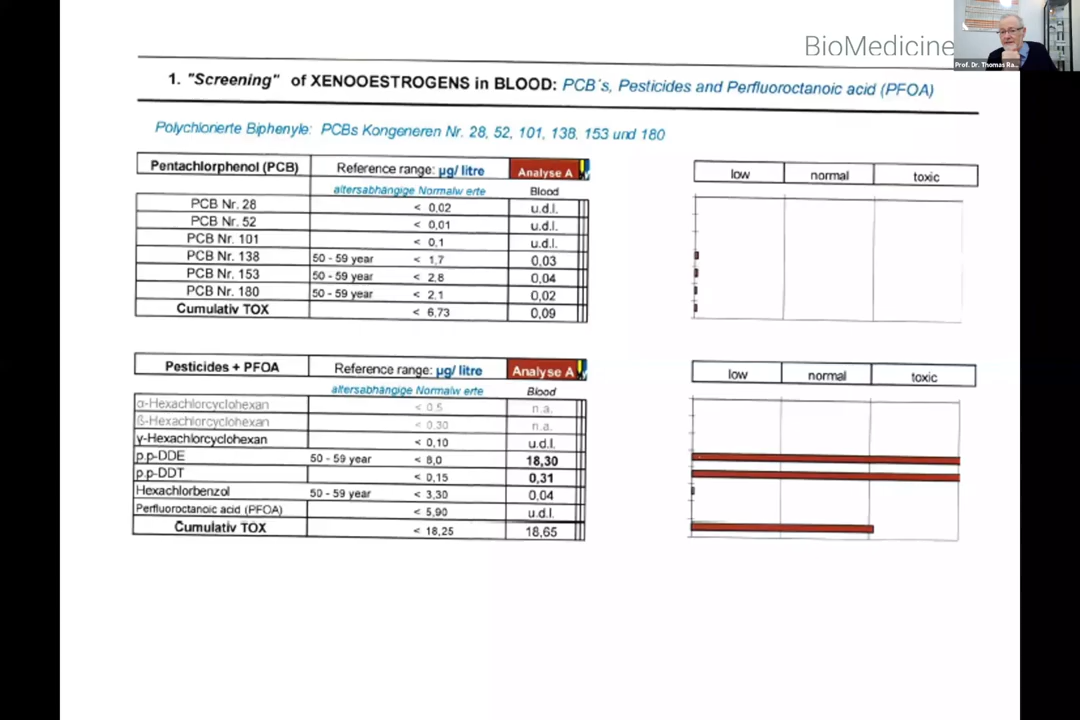 BioMedicine
Prof. Dr. Thomas Ra...
1. "Screening" of XENOOESTROGENS in BLOOD: PCB´s, Pesticides and Perfluoroctanoic acid (PFOA)
Polychlorierte Biphenyle: PCBs Kongeneren Nr. 28, 52, 101, 138, 153 und 180
Pentachlorphenol (PCB) Reference range: µg/ litre Analyse A low normal toxic
altersabhängige Normalw erte Blood
PCB Nr. 28 < 0,02 u.d.l.
PCB Nr. 52 < 0,01 u.d.l.
PCB Nr. 101 < 0,1 u.d.l.
PCB Nr. 138 50 - 59 year < 1,7 0,03
PCB Nr. 153 50 - 59 year < 2,8 0,04
PCB Nr. 180 50 - 59 year < 2,1 0,02
Cumulativ TOX < 6,73 0,09
Pesticides + PFOA Reference range: µg/ litre Analyse A low normal toxic
altersabhängige Normalw erte Blood
α-Hexachlorcyclohexan < 0,5 n.a.
ß-Hexachlorcyclohexan < 0,30 n.a.
γ-Hexachlorcyclohexan < 0,10 u.d.l.
p.p-DDE 50 - 59 year < 8,0 18,30
p.p-DDT < 0,15 0,31
Hexachlorbenzol 50 - 59 year < 3,30 0,04
Perfluoroctanoic acid (PFOA) < 5,90 u.d.l.
Cumulativ TOX < 18,25 18,65